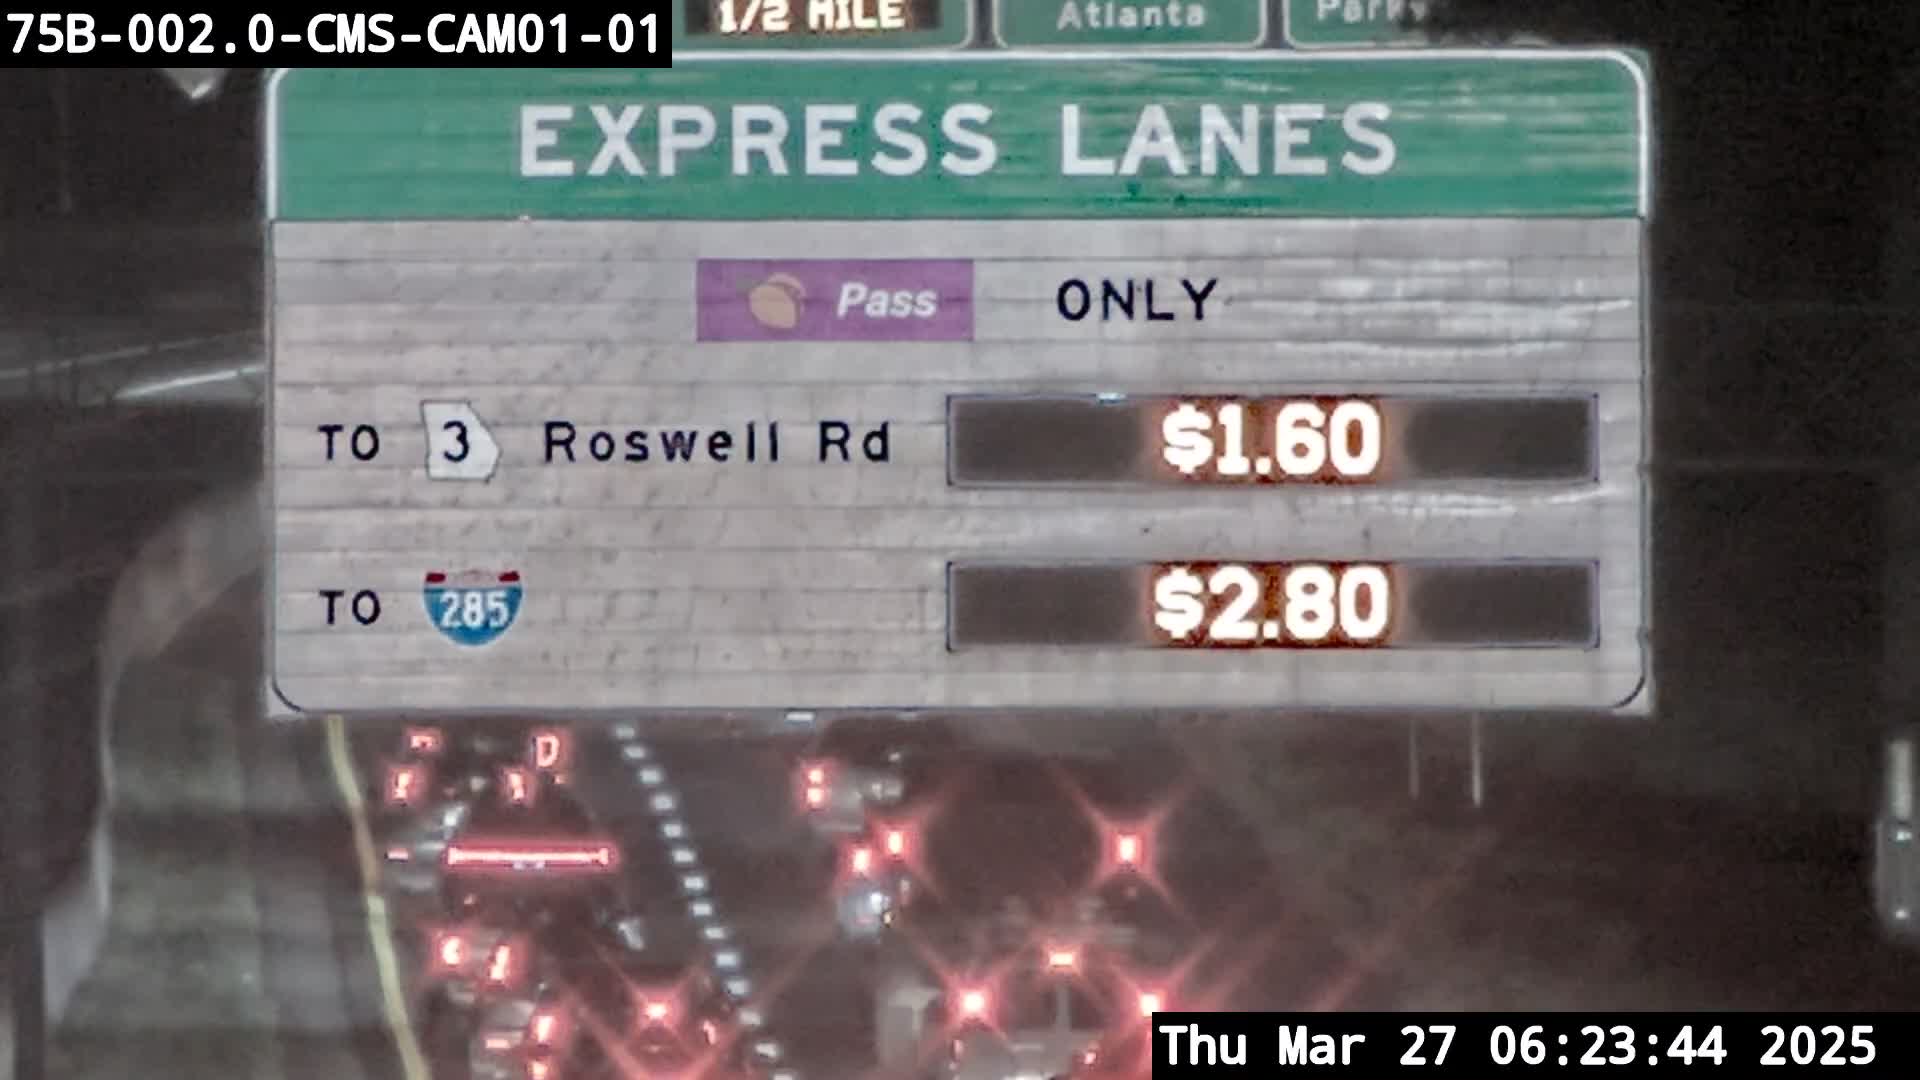 75B-002.0-CMS-CAM01-01
1/2 MILE
Atlanta
EXPRESS LANES
Pass ONLY
TO 3 Roswell Rd $1.60
TO 285 $2.80
Thu Mar 27 06:23:44 2025